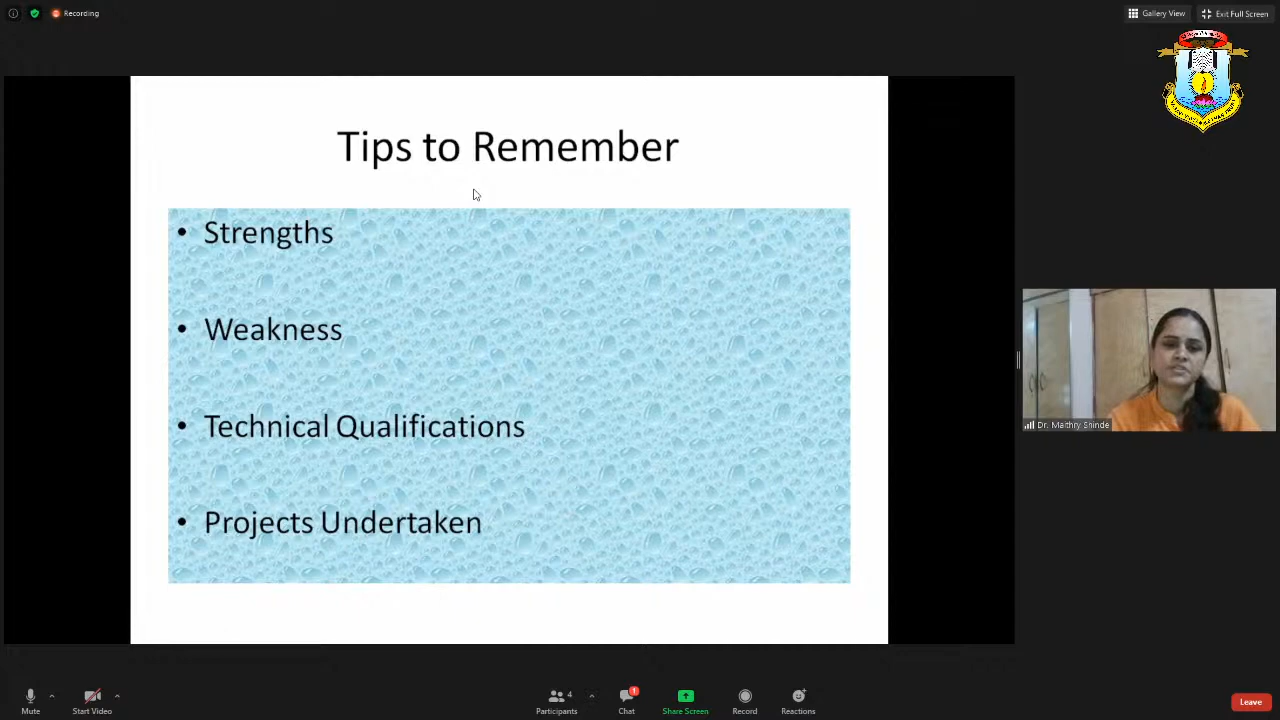 Recording
Gallery View
Exit Full Screen
Tips to Remember
• Strengths
• Weakness
• Technical Qualifications
• Projects Undertaken
Dr. Maithry Shinde
Mute
Start Video
4
Participants
1
Chat
Share Screen
Record
Reactions
Leave